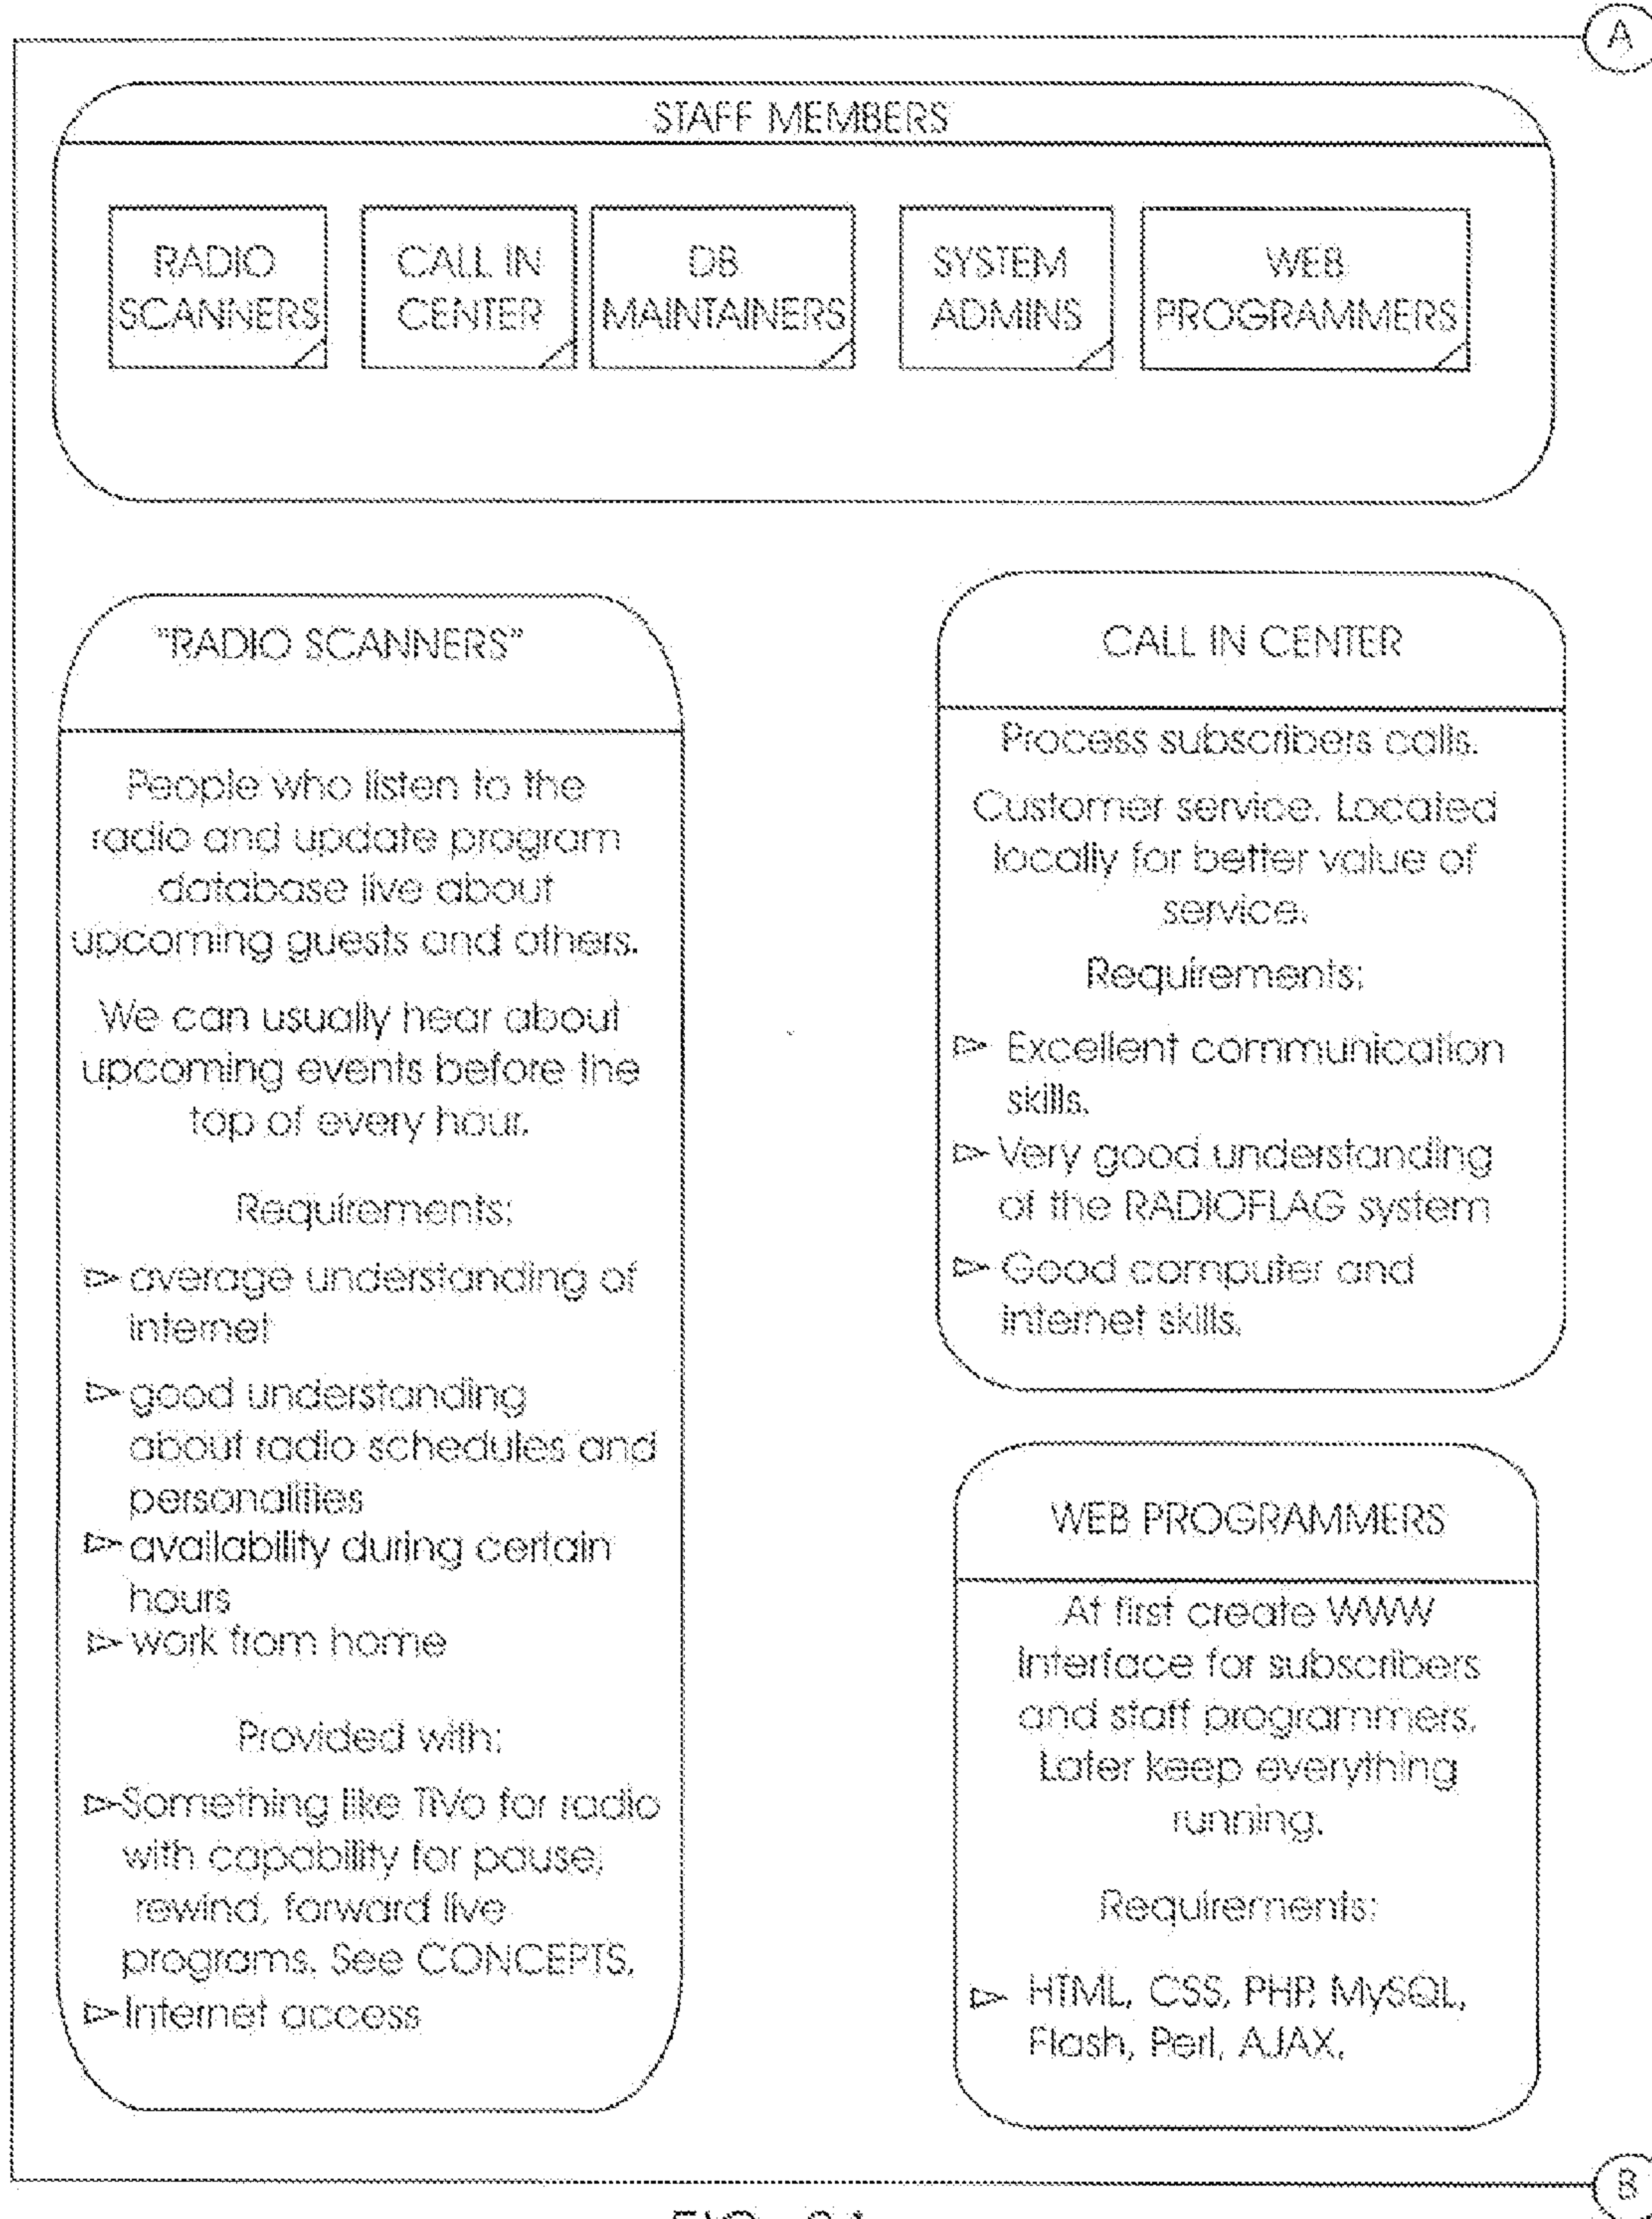 A
STAFF MEMBERS
RADIO
SCANNERS
CALL IN
CENTER
DB
MAINTAINERS
SYSTEM
ADMINS
WEB
PROGRAMMERS
"RADIO SCANNERS"
People who listen to the
radio and update program
database live about
upcoming guests and others.
We can usually hear about
upcoming events before the
top of every hour.
Requirements:
average understanding of
internet
good understanding
about radio schedules and
personalities
availability during certain
hours
work from home
Provided with:
Something like TiVo for radio
with capability for pause,
rewind, forward live
programs. See CONCEPTS.
Internet access
CALL IN CENTER
Process subscribers calls.
Customer service. Located
locally for better value of
service.
Requirements:
Excellent communication
skills.
Very good understanding
of the RADIOFLAG system
Good computer and
internet skills.
WEB PROGRAMMERS
At first create WWW
Interface for subscribers
and staff programmers.
Later keep everything
running.
Requirements:
HTML, CSS, PHP, MySQL,
Flash, Perl, AJAX.
B